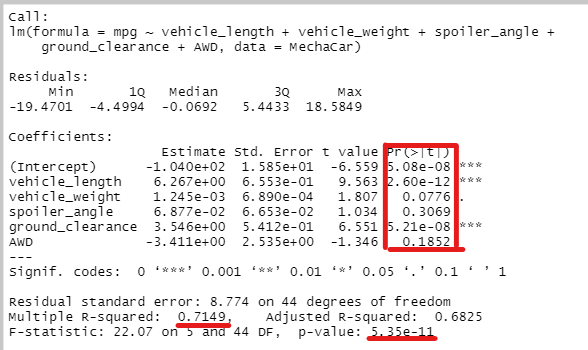 Call:
lm(formula = mpg ~ vehicle_length + vehicle_weight + spoiler_angle +
    ground_clearance + AWD, data = MechaCar)
Residuals:
     Min       1Q   Median       3Q      Max
-19.4701  -4.4994  -0.0692   5.4433  18.5849
Coefficients:
                   Estimate Std. Error t value Pr(>|t|)
(Intercept)      -1.040e+02  1.585e+01  -6.559 5.08e-08 ***
vehicle_length    6.267e+00  6.553e-01   9.563 2.60e-12 ***
vehicle_weight    1.245e-03  6.890e-04   1.807   0.0776 .
spoiler_angle     6.877e-02  6.653e-02   1.034   0.3069
ground_clearance  3.546e+00  5.412e-01   6.551 5.21e-08 ***
AWD              -3.411e+00  2.535e+00  -1.346   0.1852
---
Signif. codes:  0 ‘***’ 0.001 ‘**’ 0.01 ‘*’ 0.05 ‘.’ 0.1 ‘ ’ 1
Residual standard error: 8.774 on 44 degrees of freedom
Multiple R-squared:  0.7149,    Adjusted R-squared:  0.6825
F-statistic: 22.07 on 5 and 44 DF,  p-value: 5.35e-11